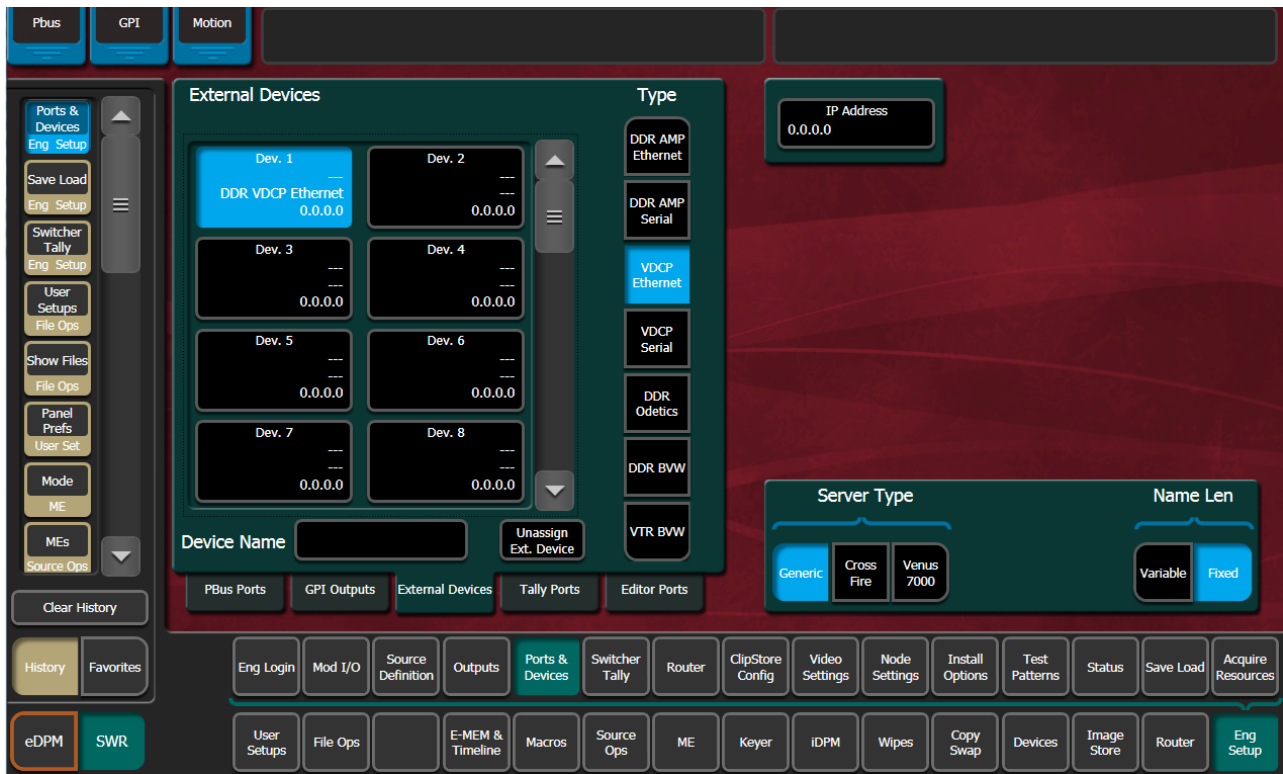 Pbus
GPI
Motion
Ports &
Devices
Eng Setup
Save Load
Eng Setup
Switcher
Tally
Eng Setup
User
Setups
File Ops
Show Files
File Ops
Panel
Prefs
User Set
Mode
ME
MEs
Source Ops
Clear History
History
Favorites
eDPM
SWR
External Devices
Dev. 1
---
DDR VDCP Ethernet
0.0.0.0
Dev. 2
---
---
0.0.0.0
Dev. 3
---
---
0.0.0.0
Dev. 4
---
---
0.0.0.0
Dev. 5
---
---
0.0.0.0
Dev. 6
---
---
0.0.0.0
Dev. 7
---
---
0.0.0.0
Dev. 8
---
---
0.0.0.0
Device Name
Unassign
Ext. Device
Type
DDR AMP
Ethernet
DDR AMP
Serial
VDCP
Ethernet
VDCP
Serial
DDR
Odetics
DDR BVW
VTR BVW
PBus Ports
GPI Outputs
External Devices
Tally Ports
Editor Ports
IP Address
0.0.0.0
Server Type
Generic
Cross
Fire
Venus
7000
Name Len
Variable
Fixed
Eng Login
Mod I/O
Source
Definition
Outputs
Ports &
Devices
Switcher
Tally
Router
ClipStore
Config
Video
Settings
Node
Settings
Install
Options
Test
Patterns
Status
Save Load
Acquire
Resources
User
Setups
File Ops
E-MEM &
Timeline
Macros
Source
Ops
ME
Keyer
iDPM
Wipes
Copy
Swap
Devices
Image
Store
Router
Eng
Setup